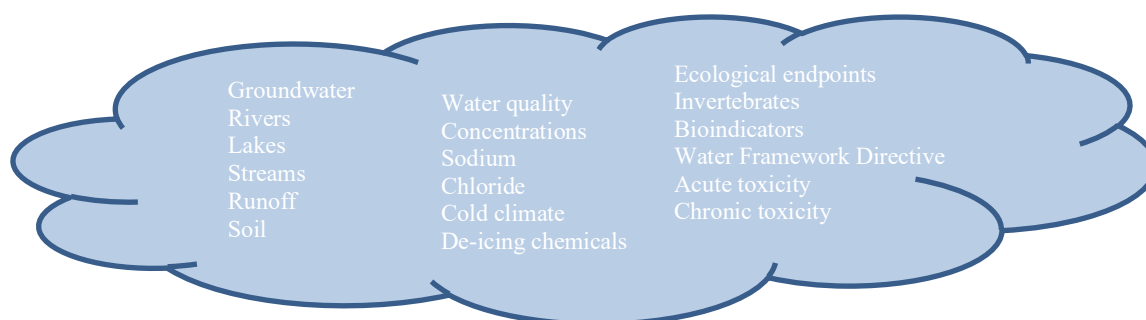 Groundwater
Rivers
Lakes
Streams
Runoff
Soil
Water quality
Concentrations
Sodium
Chloride
Cold climate
De-icing chemicals
Ecological endpoints
Invertebrates
Bioindicators
Water Framework Directive
Acute toxicity
Chronic toxicity